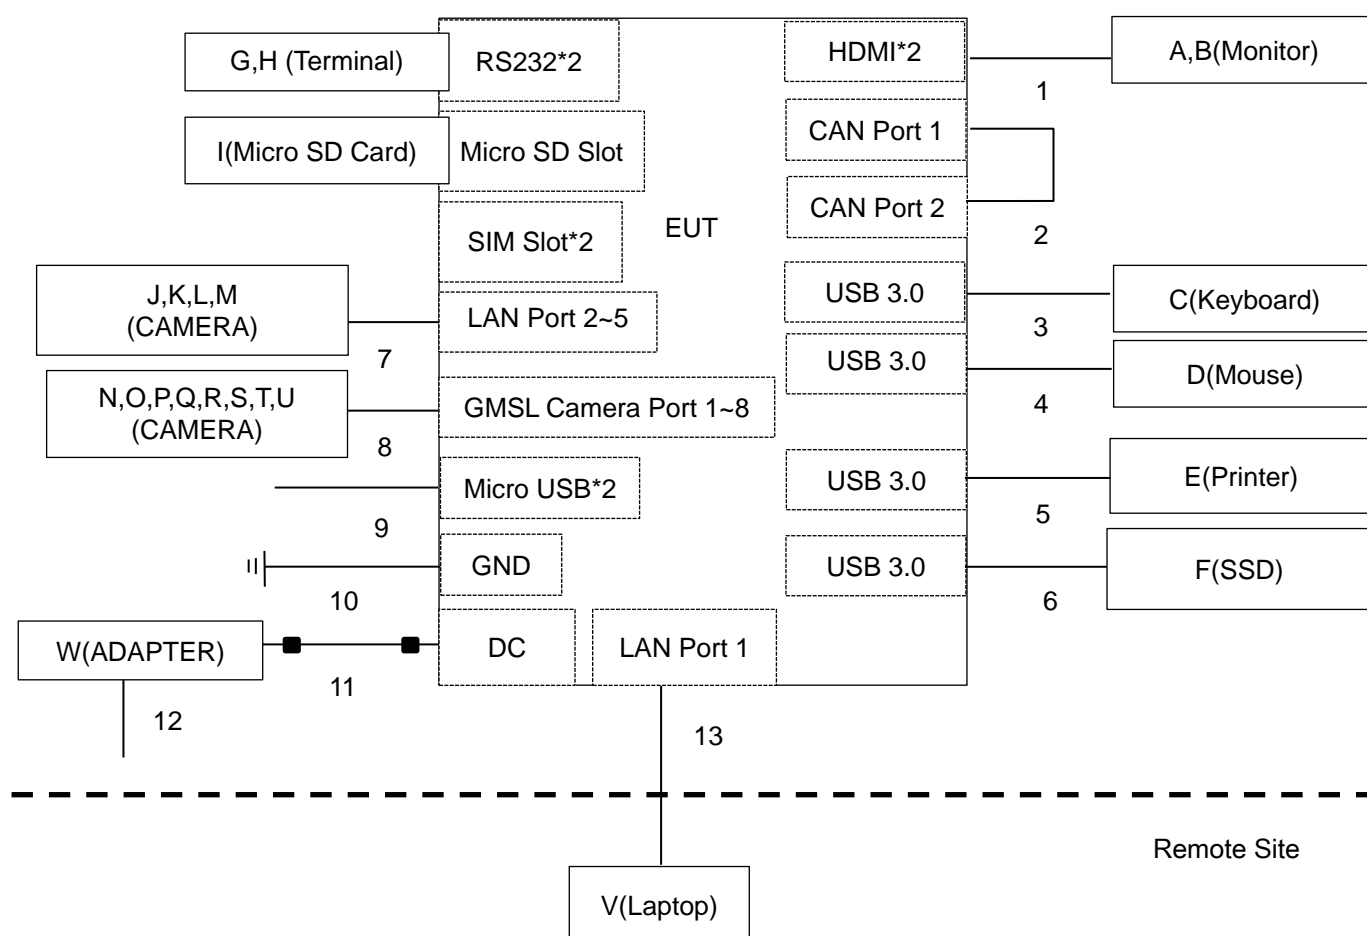 G,H (Terminal)
RS232*2
HDMI*2
A,B(Monitor)
1
I(Micro SD Card)
Micro SD Slot
CAN Port 1
SIM Slot*2
EUT
CAN Port 2
2
J,K,L,M
(CAMERA)
LAN Port 2~5
USB 3.0
C(Keyboard)
3
7
USB 3.0
D(Mouse)
4
N,O,P,Q,R,S,T,U
(CAMERA)
GMSL Camera Port 1~8
8
Micro USB*2
USB 3.0
E(Printer)
5
9
GND
USB 3.0
F(SSD)
6
10
W(ADAPTER)
DC
LAN Port 1
11
12
13
Remote Site
V(Laptop)